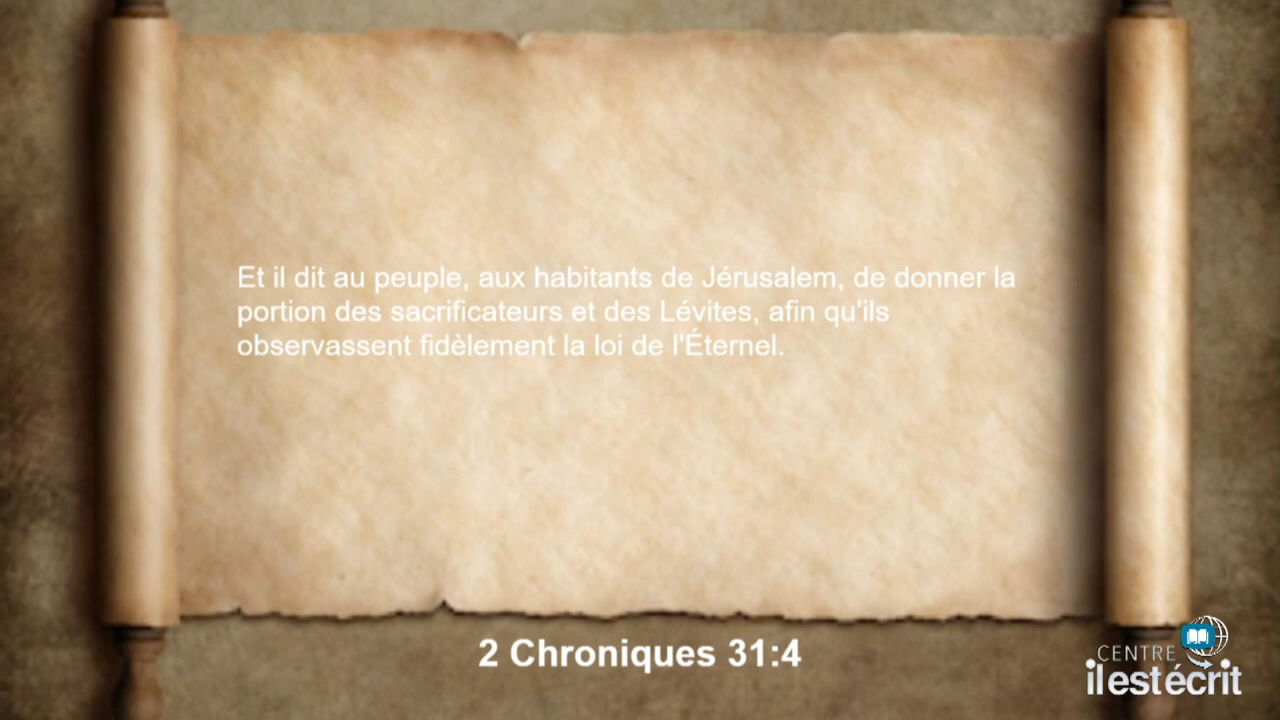 Et il dit au peuple, aux habitants de Jérusalem, de donner la
portion des sacrificateurs et des Lévites, afin qu'ils
observassent fidèlement la loi de l'Éternel.
2 Chroniques 31:4
CENTRE
il est écrit